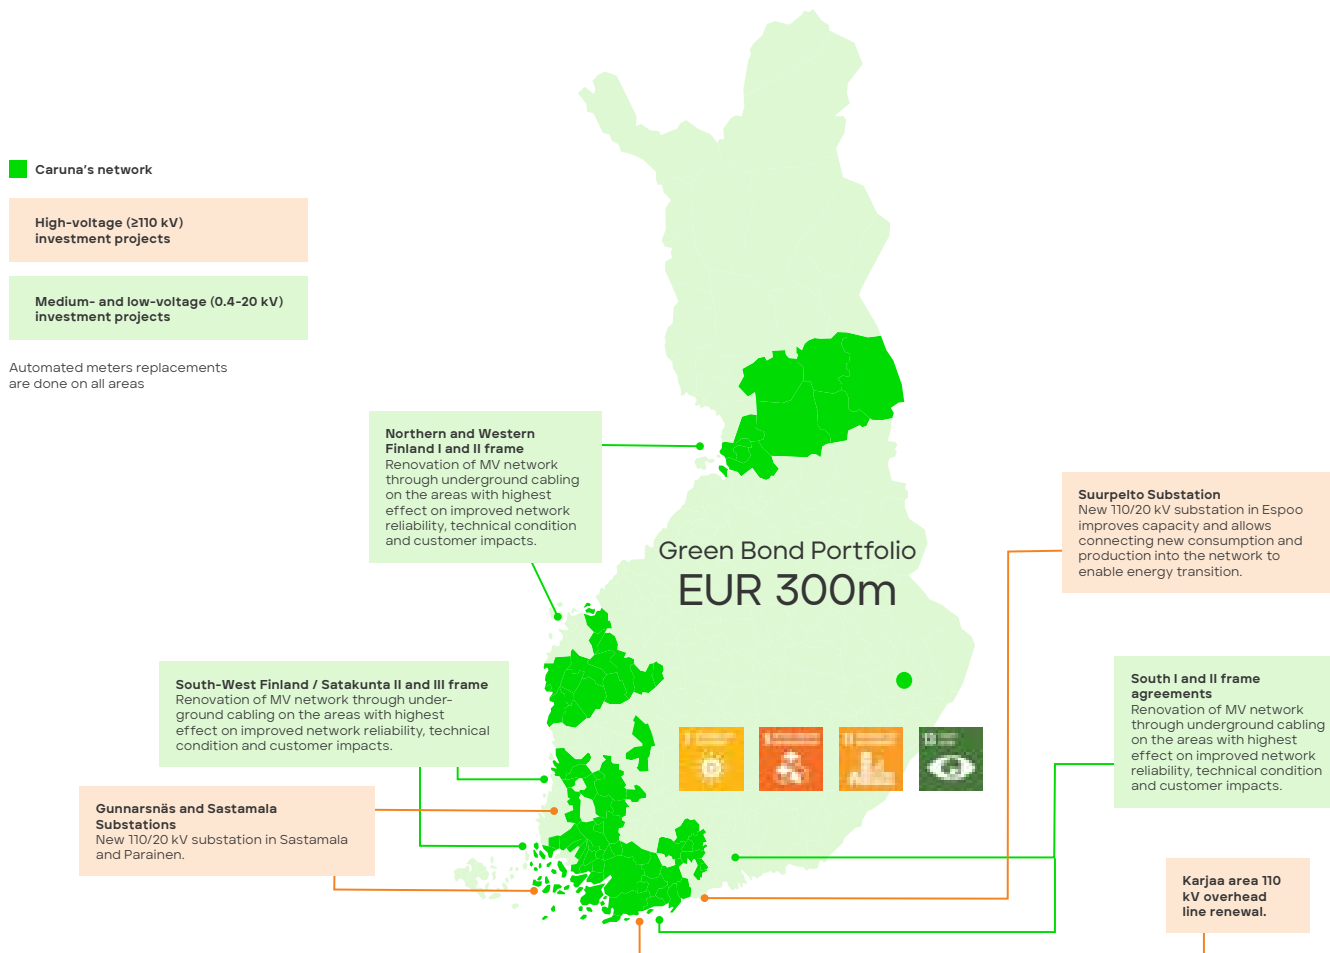 Caruna's network
High-voltage (≥110 kV)
investment projects
Medium- and low-voltage (0.4-20 kV)
investment projects
Automated meters replacements
are done on all areas
Northern and Western
Finland I and II frame
Renovation of MV network
through underground cabling
on the areas with highest
effect on improved network
reliability, technical condition
and customer impacts.
Green Bond Portfolio
EUR 300m
Suurpelto Substation
New 110/20 kV substation in Espoo
improves capacity and allows
connecting new consumption and
production into the network to
enable energy transition.
South-West Finland / Satakunta II and III frame
Renovation of MV network through under-
ground cabling on the areas with highest
effect on improved network reliability, technical
condition and customer impacts.
South I and II frame
agreements
Renovation of MV network
through underground cabling
on the areas with highest
effect on improved network
reliability, technical condition
and customer impacts.
Gunnarsnäs and Sastamala
Substations
New 110/20 kV substation in Sastamala
and Parainen.
13
Karjaa area 110
kV overhead
line renewal.